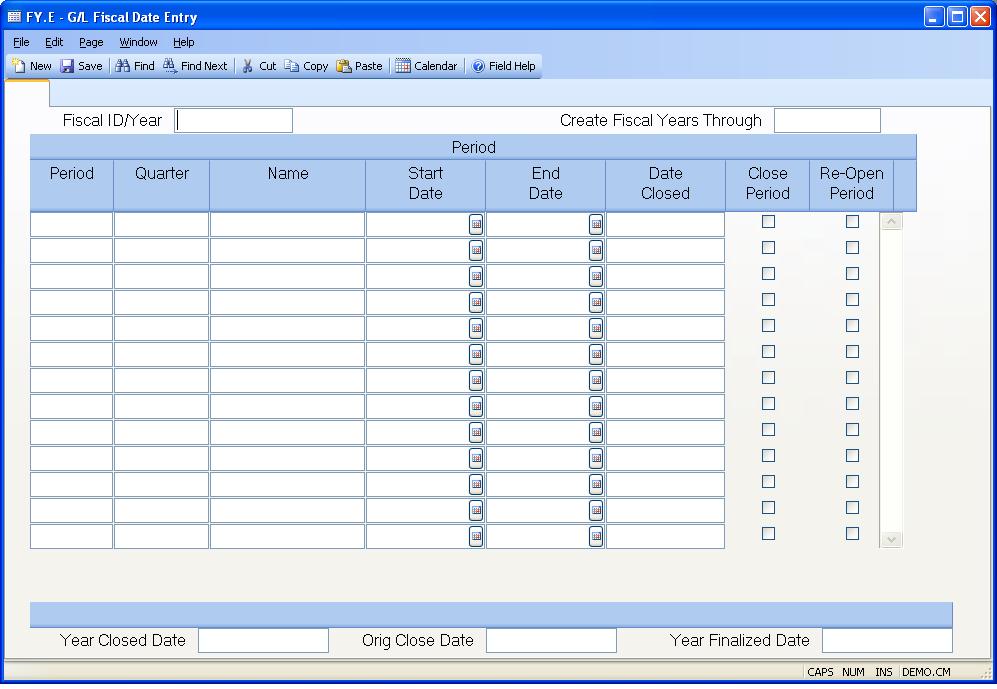 FY.E - G/L Fiscal Date Entry
File Edit Page Window Help
New Save Find Find Next Cut Copy Paste Calendar Field Help
Fiscal ID/Year Create Fiscal Years Through
Period
Period Quarter Name Start Date End Date Date Closed Close Period Re-Open Period
Year Closed Date Orig Close Date Year Finalized Date
CAPS NUM INS DEMO.CM